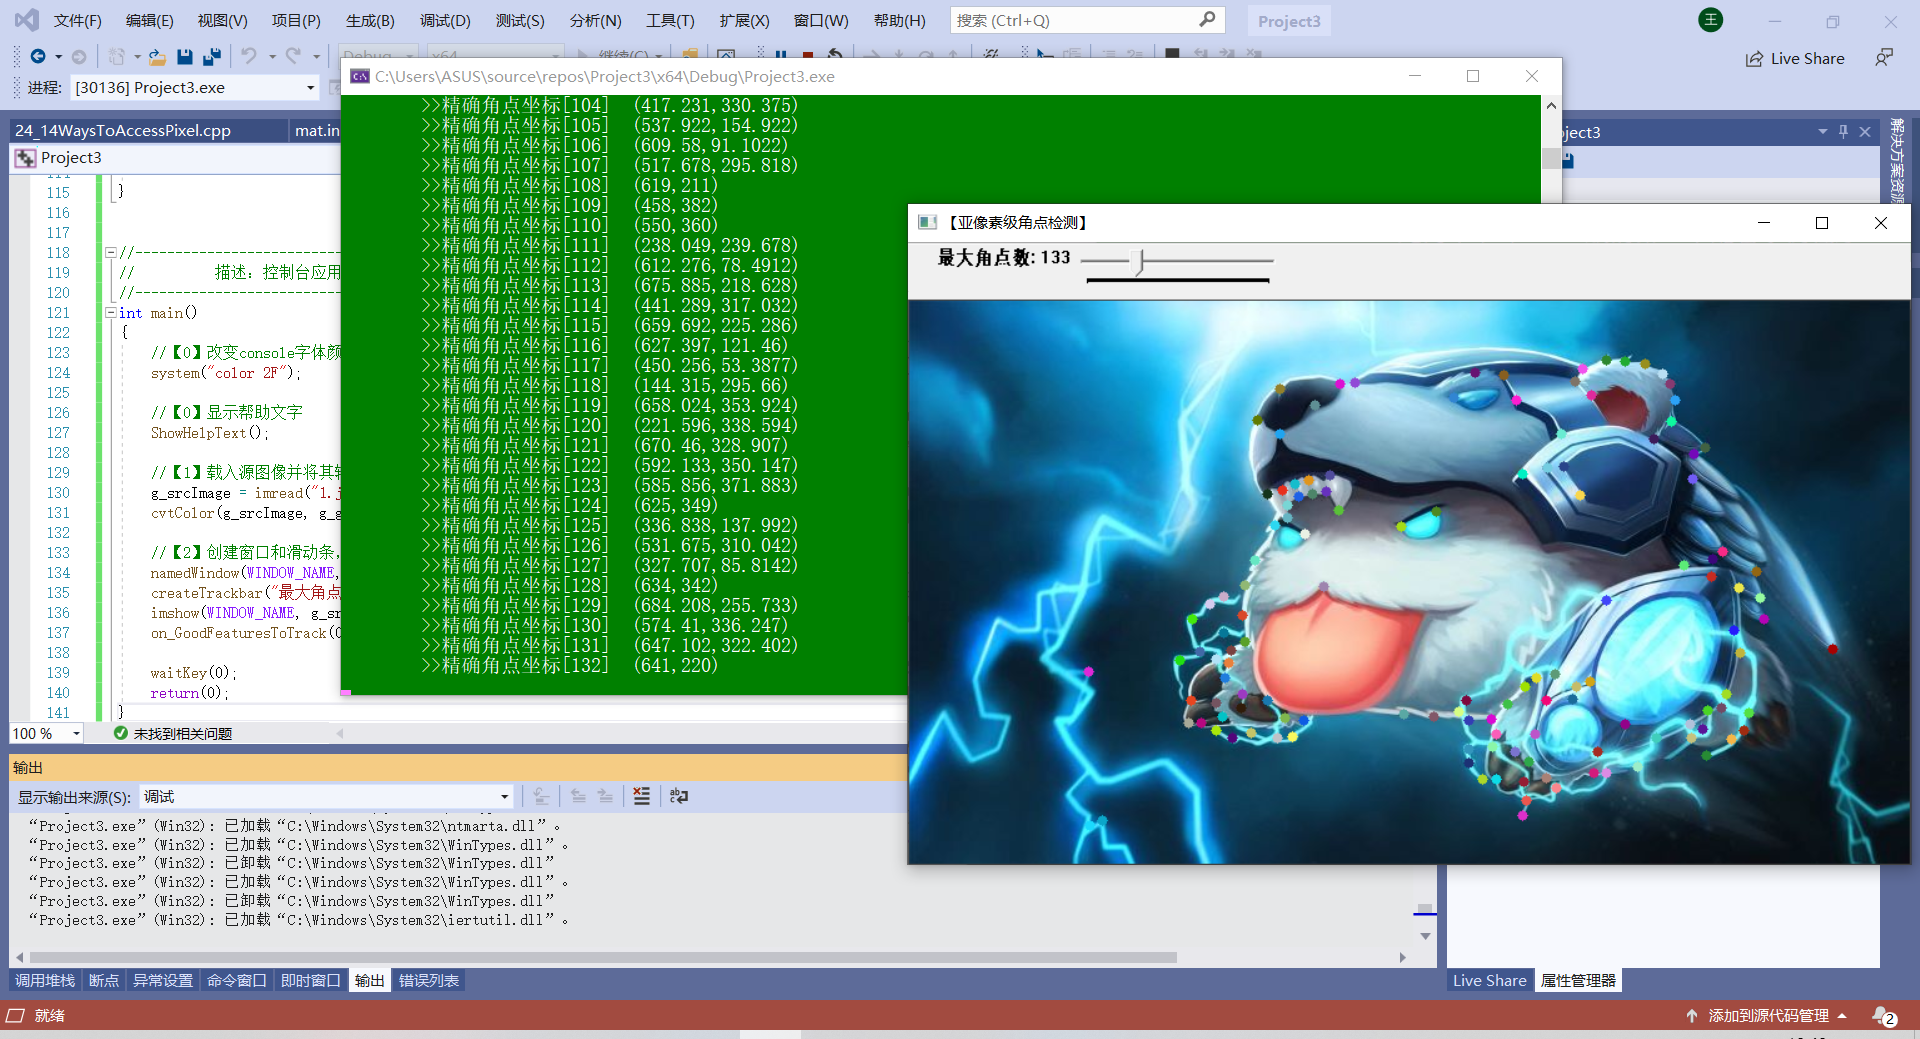 文件(F) 编辑(E) 视图(V) 项目(P) 生成(B) 调试(D) 测试(S) 分析(N) 工具(T) 扩展(X) 窗口(W) 帮助(H) 搜索 (Ctrl+Q) Project3 王
Live Share
进程: [30136] Project3.exe
C:\Users\ASUS\source\repos\Project3\x64\Debug\Project3.exe
24_14WaysToAccessPixel.cpp mat.in
Project3
115 }
116
117
118 //--------------------------
119 // 描述：控制台应用
120 //--------------------------
121 int main()
122 {
123 //【0】改变console字体颜
124 system("color 2F");
125
126 //【0】显示帮助文字
127 ShowHelpText();
128
129 //【1】载入源图像并将其转
130 g_srcImage = imread("1.j
131 cvtColor(g_srcImage, g_g
132
133 //【2】创建窗口和滑动条,
134 namedWindow(WINDOW_NAME,
135 createTrackbar("最大角点
136 imshow(WINDOW_NAME, g_sr
137 on_GoodFeaturesToTrack(0
138
139 waitKey(0);
140 return(0);
141 }
>>精确角点坐标[104] (417.231,330.375)
>>精确角点坐标[105] (537.922,154.922)
>>精确角点坐标[106] (609.58,91.1022)
>>精确角点坐标[107] (517.678,295.818)
>>精确角点坐标[108] (619,211)
>>精确角点坐标[109] (458,382)
>>精确角点坐标[110] (550,360)
>>精确角点坐标[111] (238.049,239.678)
>>精确角点坐标[112] (612.276,78.4912)
>>精确角点坐标[113] (675.885,218.628)
>>精确角点坐标[114] (441.289,317.032)
>>精确角点坐标[115] (659.692,225.286)
>>精确角点坐标[116] (627.397,121.46)
>>精确角点坐标[117] (450.256,53.3877)
>>精确角点坐标[118] (144.315,295.66)
>>精确角点坐标[119] (658.024,353.924)
>>精确角点坐标[120] (221.596,338.594)
>>精确角点坐标[121] (670.46,328.907)
>>精确角点坐标[122] (592.133,350.147)
>>精确角点坐标[123] (585.856,371.883)
>>精确角点坐标[124] (625,349)
>>精确角点坐标[125] (336.838,137.992)
>>精确角点坐标[126] (531.675,310.042)
>>精确角点坐标[127] (327.707,85.8142)
>>精确角点坐标[128] (634,342)
>>精确角点坐标[129] (684.208,255.733)
>>精确角点坐标[130] (574.41,336.247)
>>精确角点坐标[131] (647.102,322.402)
>>精确角点坐标[132] (641,220)
ject3
解决方案资源
【亚像素级角点检测】
最大角点数: 133
100 % 未找到相关问题
输出
显示输出来源(S): 调试
“Project3.exe”(Win32): 已加载“C:\Windows\System32\ntmarta.dll”。
“Project3.exe”(Win32): 已加载“C:\Windows\System32\WinTypes.dll”。
“Project3.exe”(Win32): 已卸载“C:\Windows\System32\WinTypes.dll”
“Project3.exe”(Win32): 已加载“C:\Windows\System32\WinTypes.dll”。
“Project3.exe”(Win32): 已卸载“C:\Windows\System32\WinTypes.dll”
“Project3.exe”(Win32): 已加载“C:\Windows\System32\iertutil.dll”。
调用堆栈 断点 异常设置 命令窗口 即时窗口 输出 错误列表
Live Share 属性管理器
就绪
添加到源代码管理 2